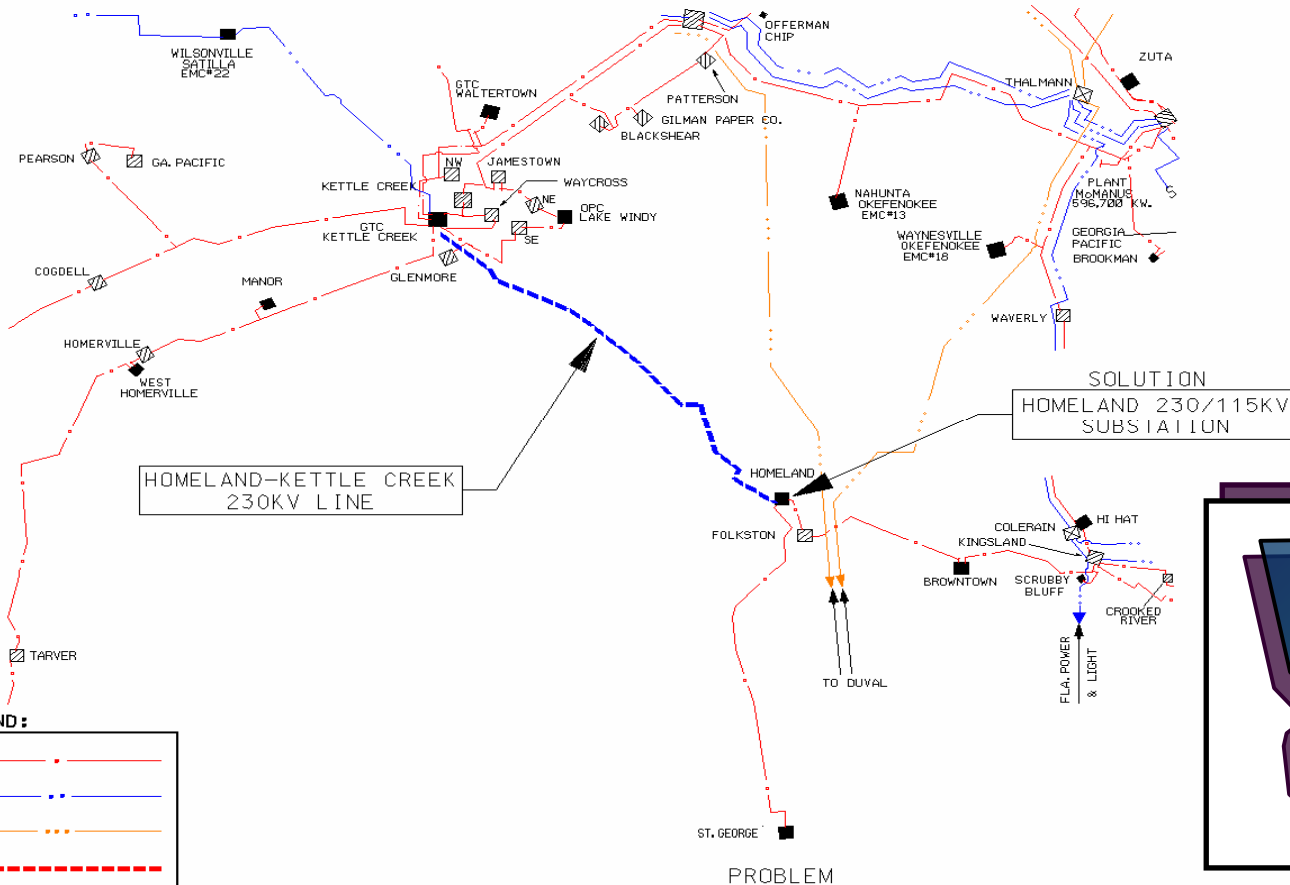 OFFERMAN
CHIP
WILSONVILLE
SATILLA
EMC#22
ZUTA
THALMANN
GTC
WALTERTOWN
PATTERSON
GILMAN PAPER CO.
BLACKSHEAR
PEARSON
GA. PACIFIC
NW
JAMESTOWN
KETTLE CREEK
WAYCROSS
NE
OPC
LAKE WINDY
GTC
KETTLE CREEK
SE
GLENMORE
PLANT
McMANUS
596,700 KW.
NAHUNTA
OKEFENOKEE
EMC#13
WAYNESVILLE
OKEFENOKEE
EMC#18
GEORGIA
PACIFIC
BROOKMAN
COGDELL
MANOR
WAVERLY
HOMERVILLE
WEST
HOMERVILLE
SOLUTION
HOMELAND 230/115KV
SUBSTATION
HOMELAND-KETTLE CREEK
230KV LINE
HOMELAND
FOLKSTON
COLERAIN
HI HAT
KINGSLAND
BROWNTOWN
SCRUBBY
BLUFF
CROOKED
RIVER
TARVER
TO DUVAL
FLA. POWER
& LIGHT
ND:
ST. GEORGE
PROBLEM